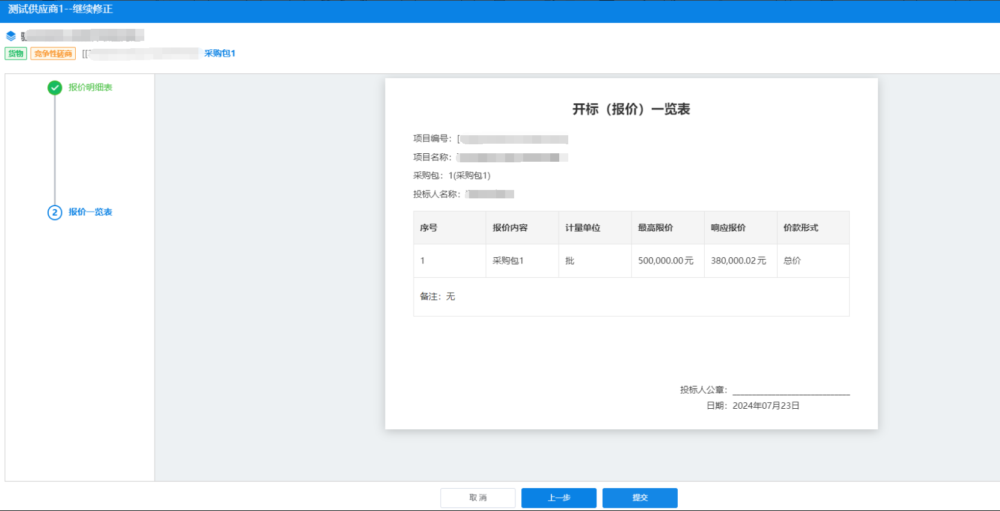 测试供应商1--继续修正
货物 竞争性磋商 [[ 采购包1
报价明细表
2 报价一览表
开标（报价）一览表
项目编号：[
项目名称：
采购包：1(采购包1)
投标人名称：
序号 报价内容 计量单位 最高限价 响应报价 价款形式
1 采购包1 批 500,000.00元 380,000.02元 总价
备注：无
投标人公章：______________________________
日期：2024年07月23日
取消 上一步 提交